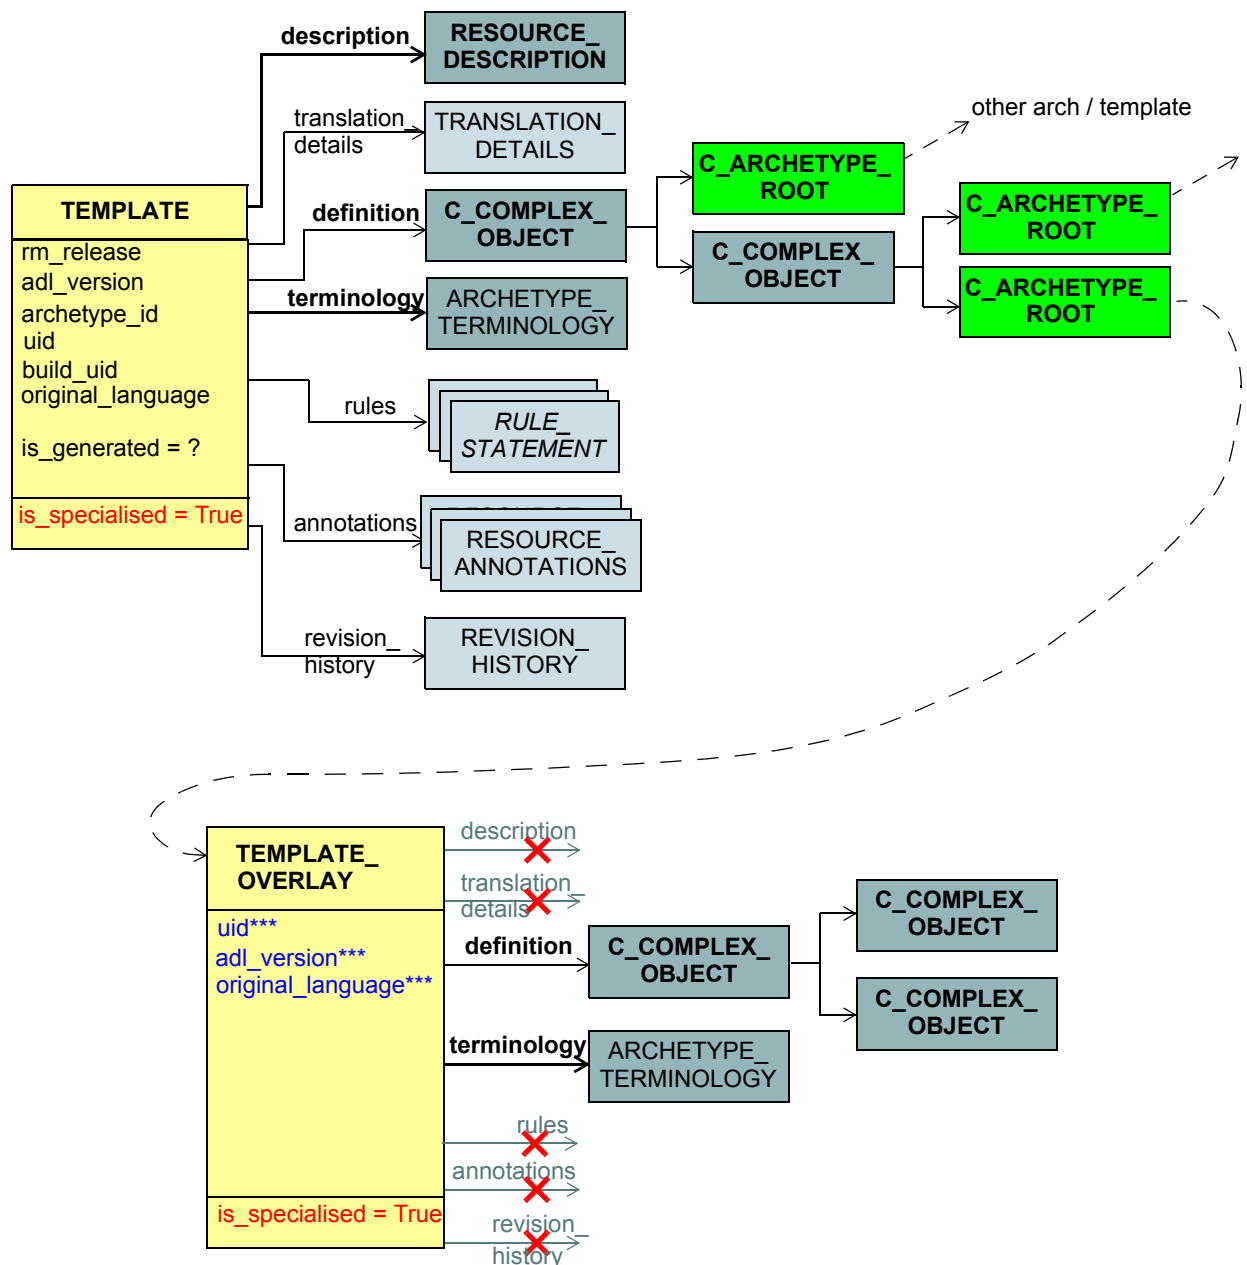 description
RESOURCE_
DESCRIPTION
translation_
details
TRANSLATION_
DETAILS
other arch / template
C_ARCHETYPE_
ROOT
TEMPLATE
definition
C_COMPLEX_
OBJECT
C_COMPLEX_
OBJECT
C_ARCHETYPE_
ROOT
C_ARCHETYPE_
ROOT
rm_release
adl_version
archetype_id
uid
build_uid
original_language
is_generated = ?
is_specialised = True
terminology
ARCHETYPE_
TERMINOLOGY
rules
RULE_
STATEMENT
annotations
RESOURCE_
RESOURCE_
ANNOTATIONS
revision_
history
REVISION_
HISTORY
TEMPLATE_
OVERLAY
uid***
adl_version***
original_language***
is_specialised = True
description
translation_
details
definition
C_COMPLEX_
OBJECT
C_COMPLEX_
OBJECT
C_COMPLEX_
OBJECT
terminology
ARCHETYPE_
TERMINOLOGY
rules
annotations
revision_
history